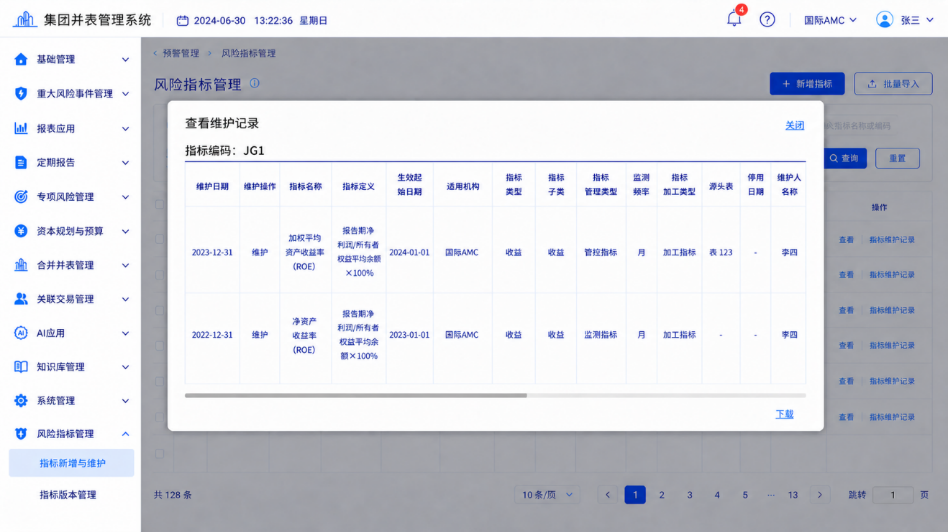 集团并表管理系统
2024-06-30 13:22:36 星期日
4
?
国际AMC
张三
基础管理
重大风险事件管理
报表应用
定期报告
专项风险管理
资本规划与预算
合并并表管理
关联交易管理
AI应用
知识库管理
系统管理
风险指标管理
指标新增与维护
指标版本管理
< 预警管理 > 风险指标管理
风险指标管理
+ 新增指标
批量导入
指标名称或编码
查询
重置
操作
查看 指标维护记录
查看 指标维护记录
查看 指标维护记录
查看 指标维护记录
查看 指标维护记录
查看 指标维护记录
查看维护记录
关闭
指标编码：JG1
维护日期 维护操作 指标名称 指标定义 生效起始日期 适用机构 指标类型 指标子类 指标管理类型 监测频率 指标加工类型 源头表 停用日期 维护人名称
2023-12-31 维护 加权平均资产收益率（ROE） 报告期净利润/所有者权益平均余额×100% 2024-01-01 国际AMC 收益 收益 管控指标 月 加工指标 表 123 - 李四
2022-12-31 维护 净资产收益率（ROE） 报告期净利润/所有者权益平均余额×100% 2023-01-01 国际AMC 收益 收益 监测指标 月 加工指标 - - 李四
下载
共 128 条
10 条/页
< 1 2 3 4 5 ··· 13 >
跳转 1 页